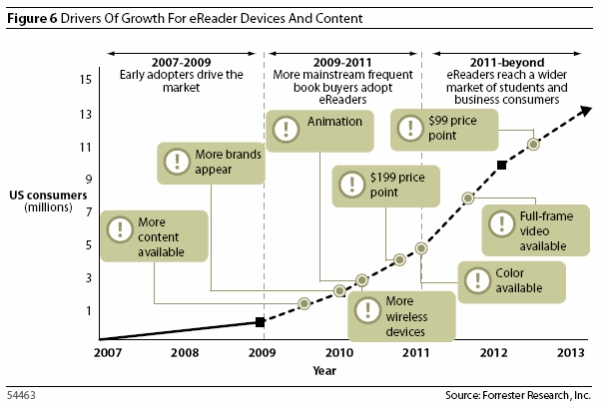 Figure 6 Drivers Of Growth For eReader Devices And Content
2007-2009
Early adopters drive the
market
2009-2011
More mainstream frequent
book buyers adopt
eReaders
2011-beyond
eReaders reach a wider
market of students and
business consumers
15
13
11
9
7
5
3
1
US consumers
(millions)
More
content
available
More brands
appear
Animation
$199 price
point
$99 price
point
Full-frame
video
available
Color
available
More
wireless
devices
2007
2008
2009
2010
2011
2012
2013
Year
54463
Source: Forrester Research, Inc.